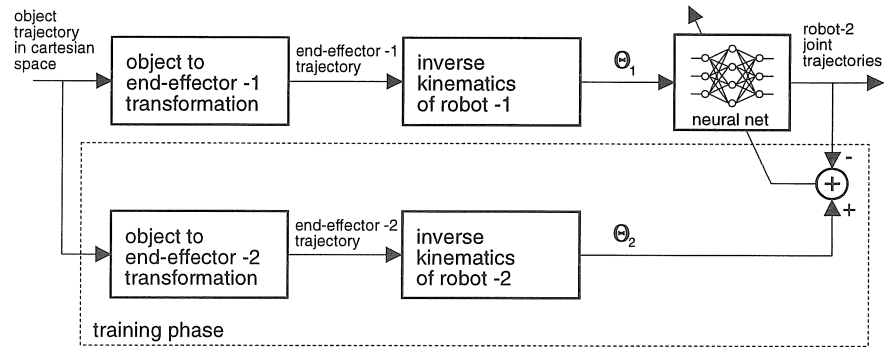 object
trajectory
in cartesian
space
object to
end-effector -1
transformation
end-effector -1
trajectory
inverse
kinematics
of robot -1
Θ1
neural net
robot-2
joint
trajectories
-
+
+
object to
end-effector -2
transformation
end-effector -2
trajectory
inverse
kinematics
of robot -2
Θ2
training phase